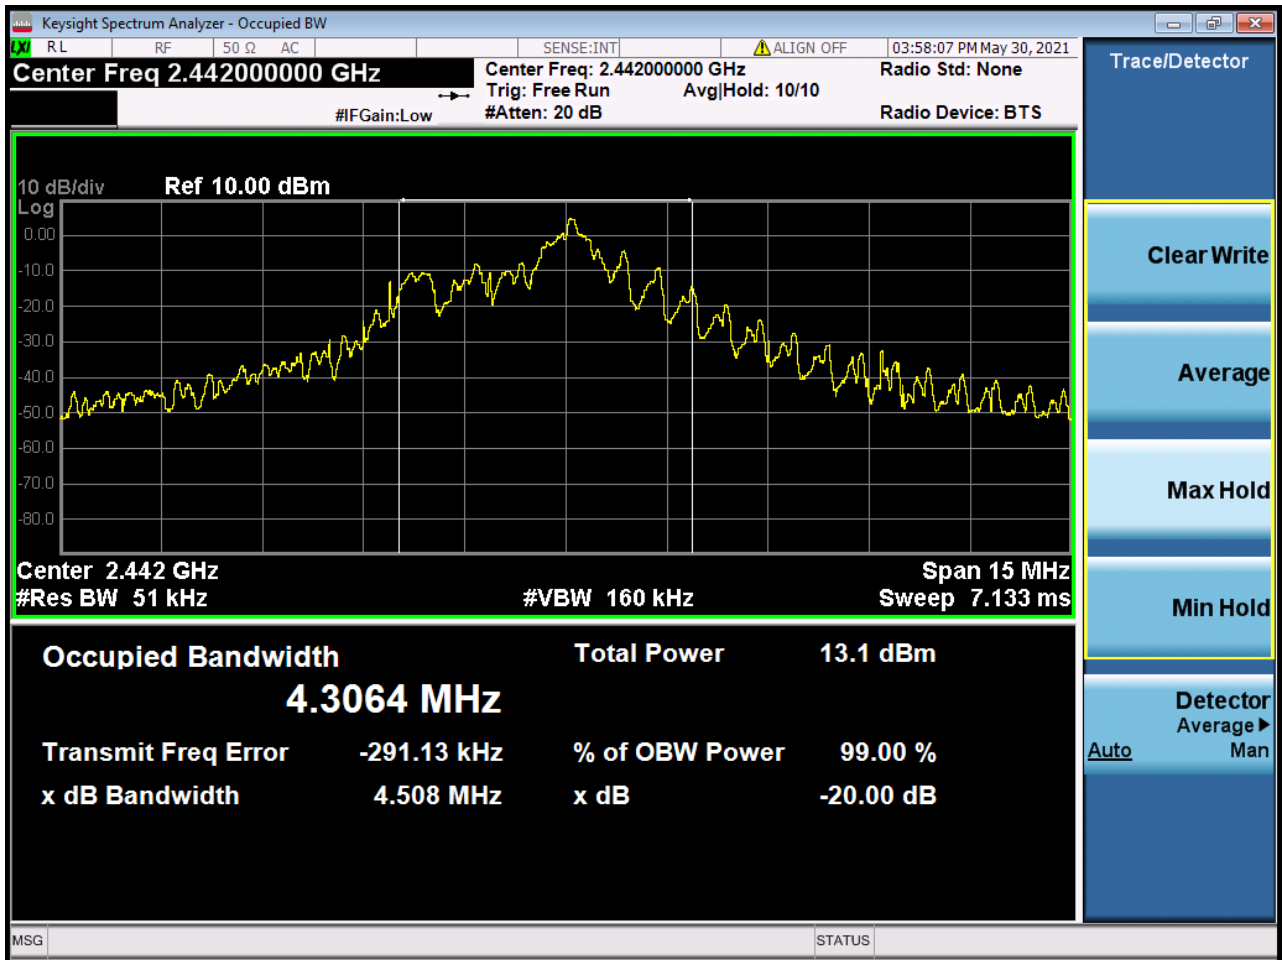 Keysight Spectrum Analyzer - Occupied BW
LXI RL RF 50 Ω AC SENSE:INT ALIGN OFF 03:58:07 PM May 30, 2021
Center Freq 2.442000000 GHz
#IFGain:Low
Center Freq: 2.442000000 GHz
Trig: Free Run Avg|Hold: 10/10
#Atten: 20 dB
Radio Std: None
Radio Device: BTS
10 dB/div Ref 10.00 dBm
Log
0.00
-10.0
-20.0
-30.0
-40.0
-50.0
-60.0
-70.0
-80.0
Center 2.442 GHz Span 15 MHz
#Res BW 51 kHz #VBW 160 kHz Sweep 7.133 ms
Occupied Bandwidth Total Power 13.1 dBm
4.3064 MHz
Transmit Freq Error -291.13 kHz % of OBW Power 99.00 %
x dB Bandwidth 4.508 MHz x dB -20.00 dB
Trace/Detector
Clear Write
Average
Max Hold
Min Hold
Detector
Average
Auto Man
MSG STATUS